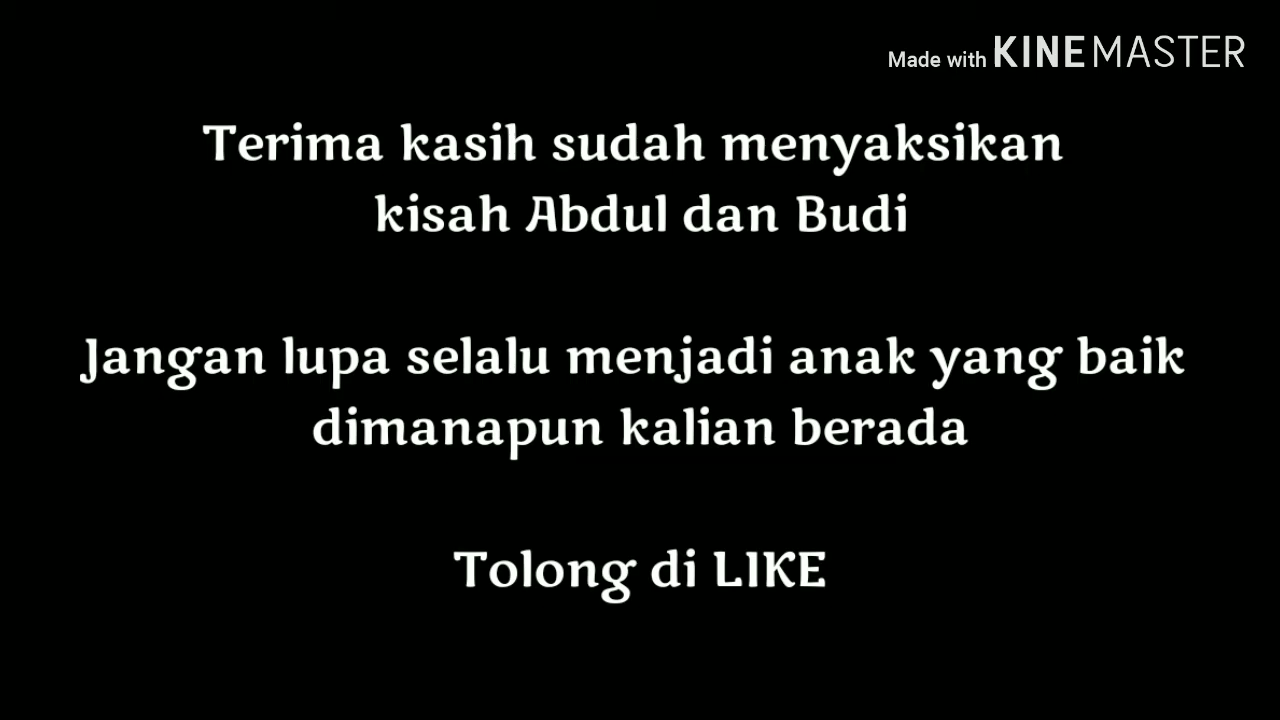 Made with KINEMASTER
Terima kasih sudah menyaksikan
kisah Abdul dan Budi
Jangan lupa selalu menjadi anak yang baik
dimanapun kalian berada
Tolong di LIKE